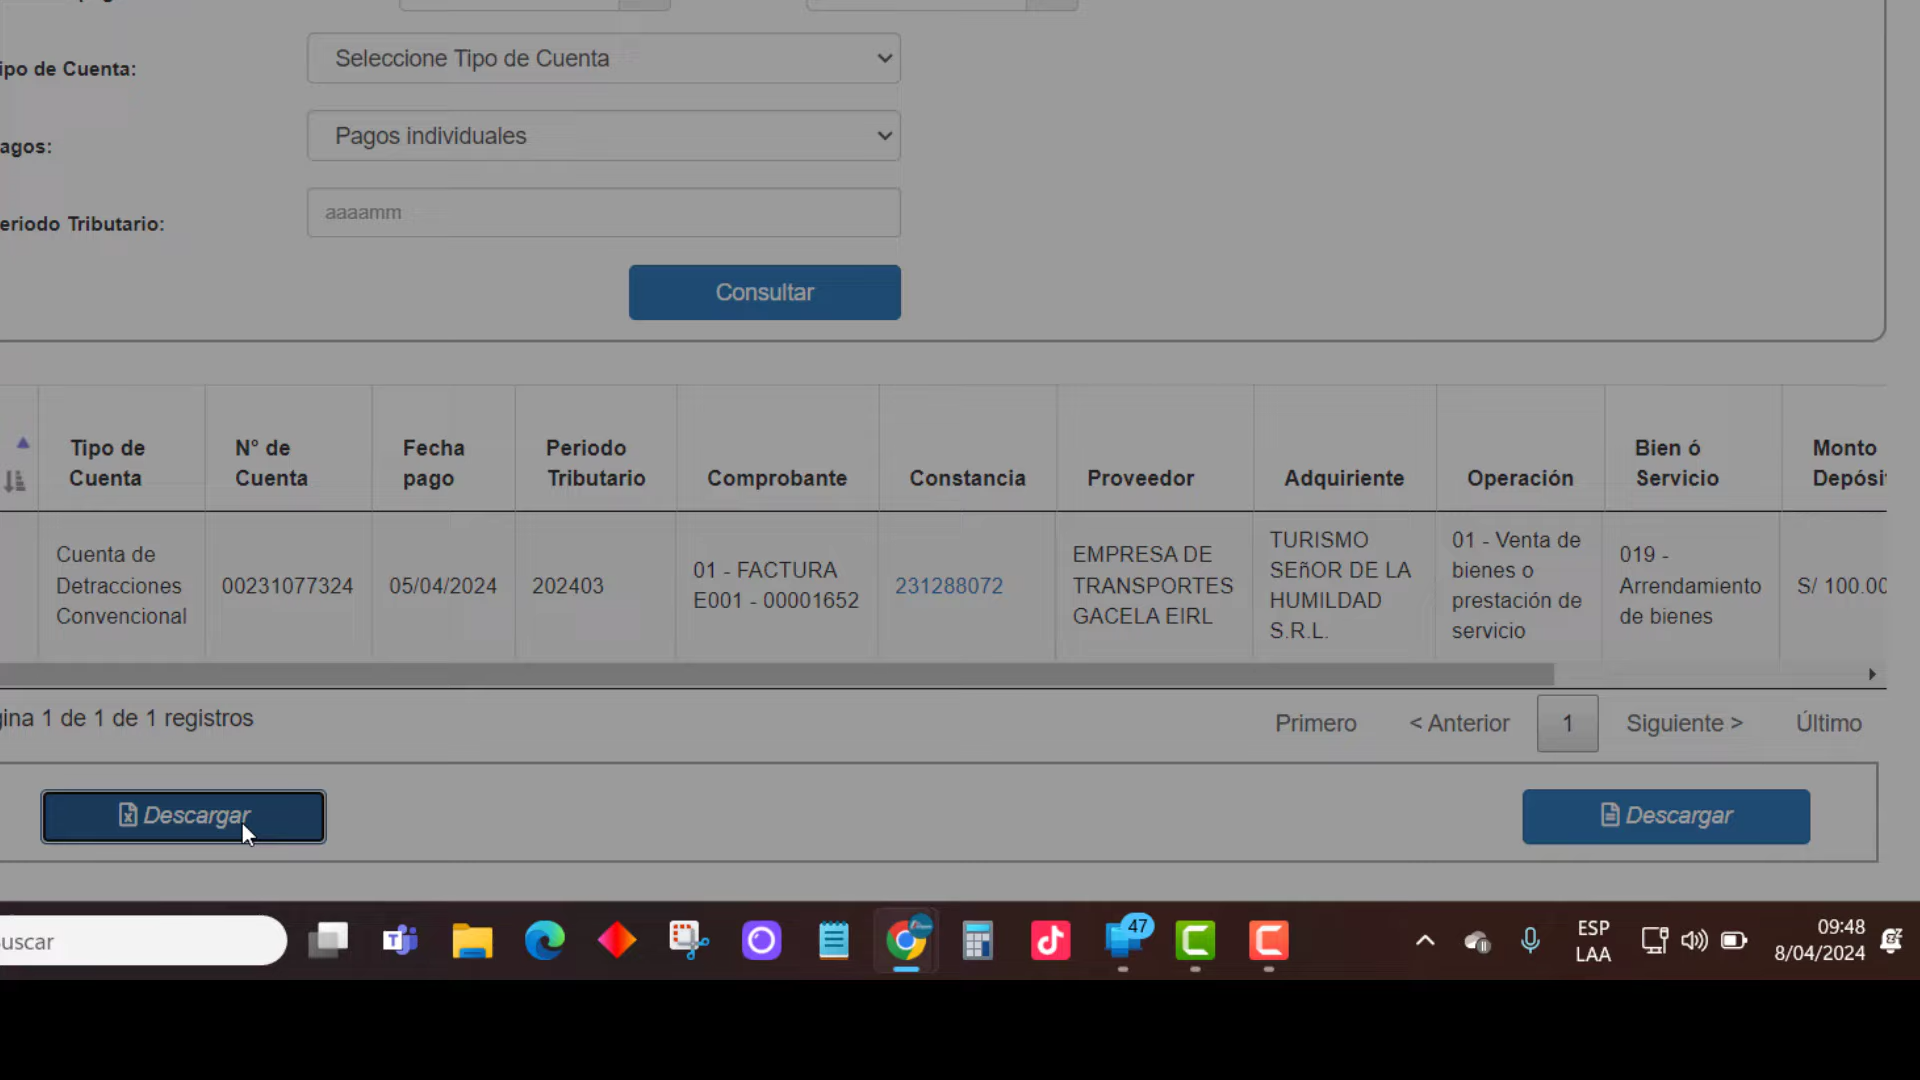 ipo de Cuenta:
Seleccione Tipo de Cuenta
agos:
Pagos individuales
eriodo Tributario:
aaaamm
Consultar
Tipo de Cuenta
N° de Cuenta
Fecha pago
Periodo Tributario
Comprobante
Constancia
Proveedor
Adquiriente
Operación
Bien ó Servicio
Monto Depósi
Cuenta de Detracciones Convencional
00231077324
05/04/2024
202403
01 - FACTURA E001 - 00001652
231288072
EMPRESA DE TRANSPORTES GACELA EIRL
TURISMO SEñOR DE LA HUMILDAD S.R.L.
01 - Venta de bienes o prestación de servicio
019 - Arrendamiento de bienes
S/ 100.00
gina 1 de 1 de 1 registros
Primero
< Anterior
1
Siguiente >
Último
Descargar
Descargar
uscar
47
ESP
LAA
09:48
8/04/2024